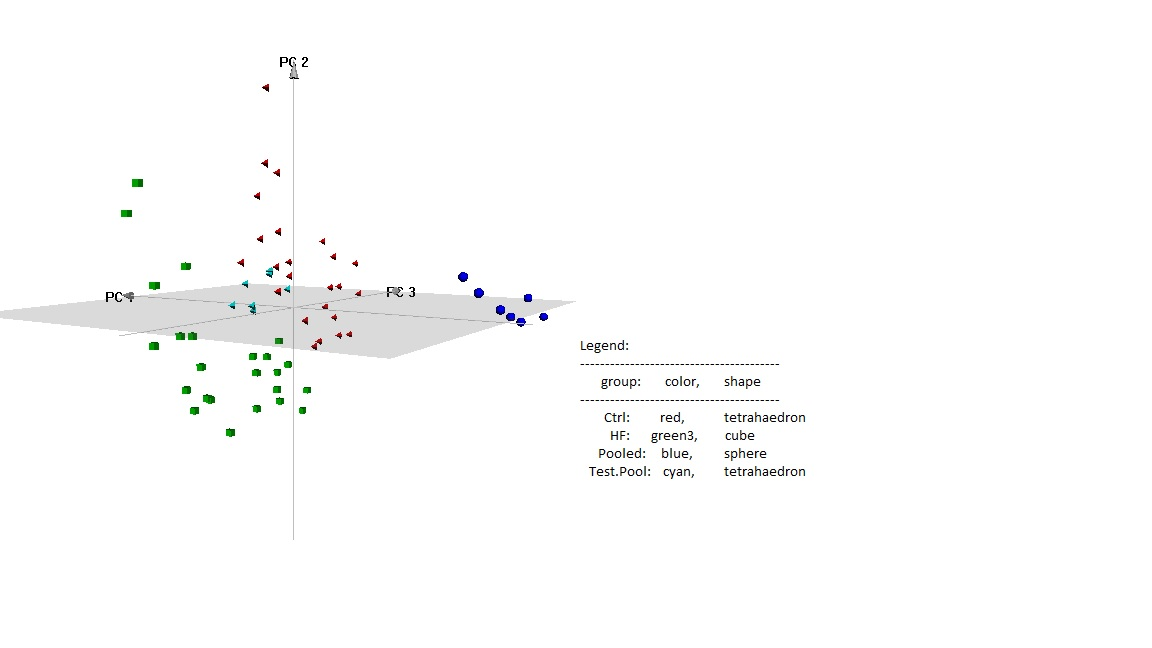 PC 2
PC
PC 3
Legend:
----------------------------------------
group: color, shape
----------------------------------------
Ctrl: red, tetrahaedron
HF: green3, cube
Pooled: blue, sphere
Test.Pool: cyan, tetrahaedron